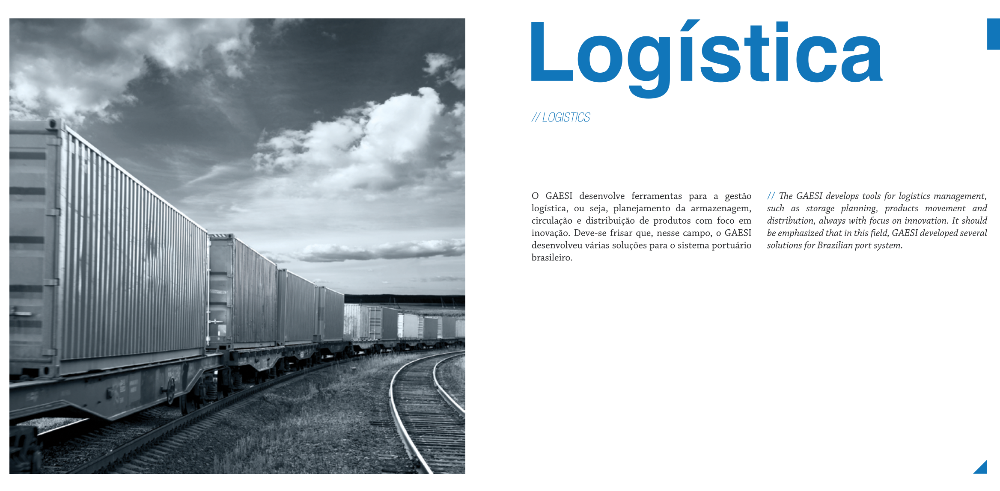 Logística
// LOGISTICS
O GAESI desenvolve ferramentas para a gestão
logística, ou seja, planejamento da armazenagem,
circulação e distribuição de produtos com foco em
inovação. Deve-se frisar que, nesse campo, o GAESI
desenvolveu várias soluções para o sistema portuário
brasileiro.
// The GAESI develops tools for logistics management,
such as storage planning, products movement and
distribution, always with focus on innovation. It should
be emphasized that in this field, GAESI developed several
solutions for Brazilian port system.